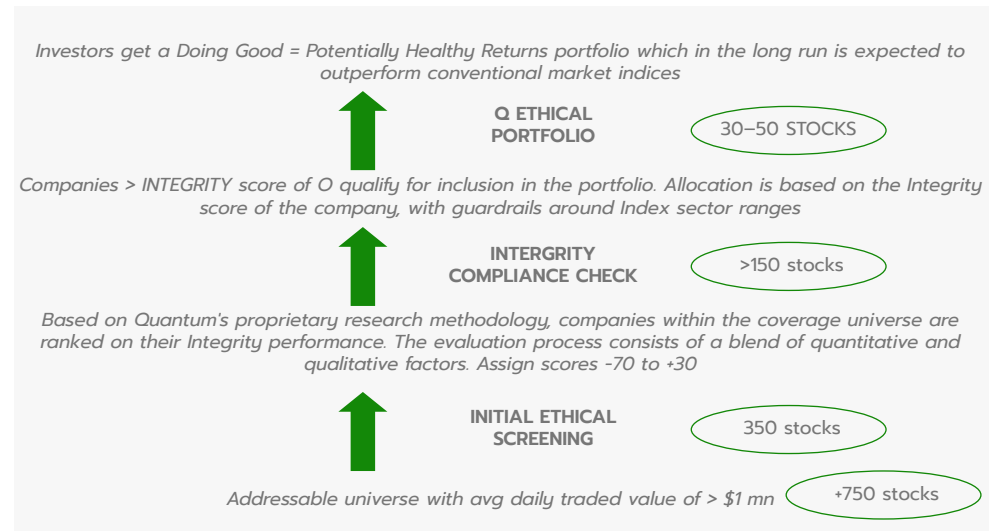 Investors get a Doing Good = Potentially Healthy Returns portfolio which in the long run is expected to
outperform conventional market indices
Q ETHICAL
PORTFOLIO
30–50 STOCKS
Companies > INTEGRITY score of O qualify for inclusion in the portfolio. Allocation is based on the Integrity
score of the company, with guardrails around Index sector ranges
INTERGRITY
COMPLIANCE CHECK
>150 stocks
Based on Quantum's proprietary research methodology, companies within the coverage universe are
ranked on their Integrity performance. The evaluation process consists of a blend of quantitative and
qualitative factors. Assign scores -70 to +30
INITIAL ETHICAL
SCREENING
350 stocks
Addressable universe with avg daily traded value of > $1 mn
+750 stocks